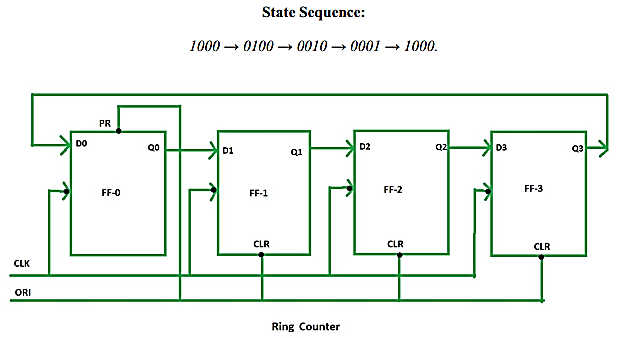 State Sequence:
1000 → 0100 → 0010 → 0001 → 1000.
PR
D0 Q0 D1 Q1 D2 Q2 D3 Q3
FF-0 FF-1 FF-2 FF-3
CLR CLR CLR
CLK
ORI
Ring Counter